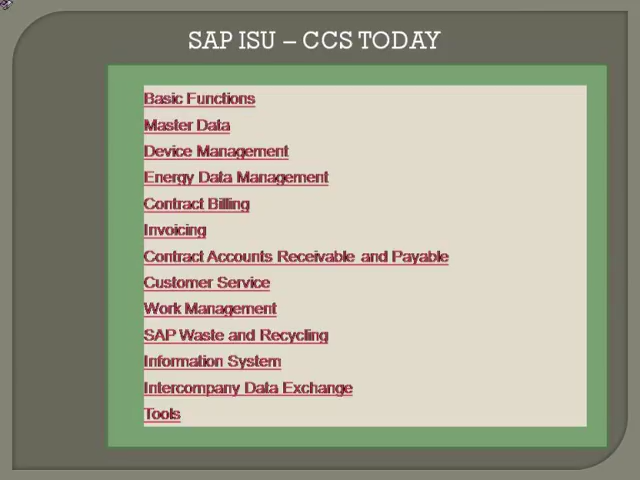 SAP ISU – CCS TODAY
Basic Functions
Master Data
Device Management
Energy Data Management
Contract Billing
Invoicing
Contract Accounts Receivable and Payable
Customer Service
Work Management
SAP Waste and Recycling
Information System
Intercompany Data Exchange
Tools